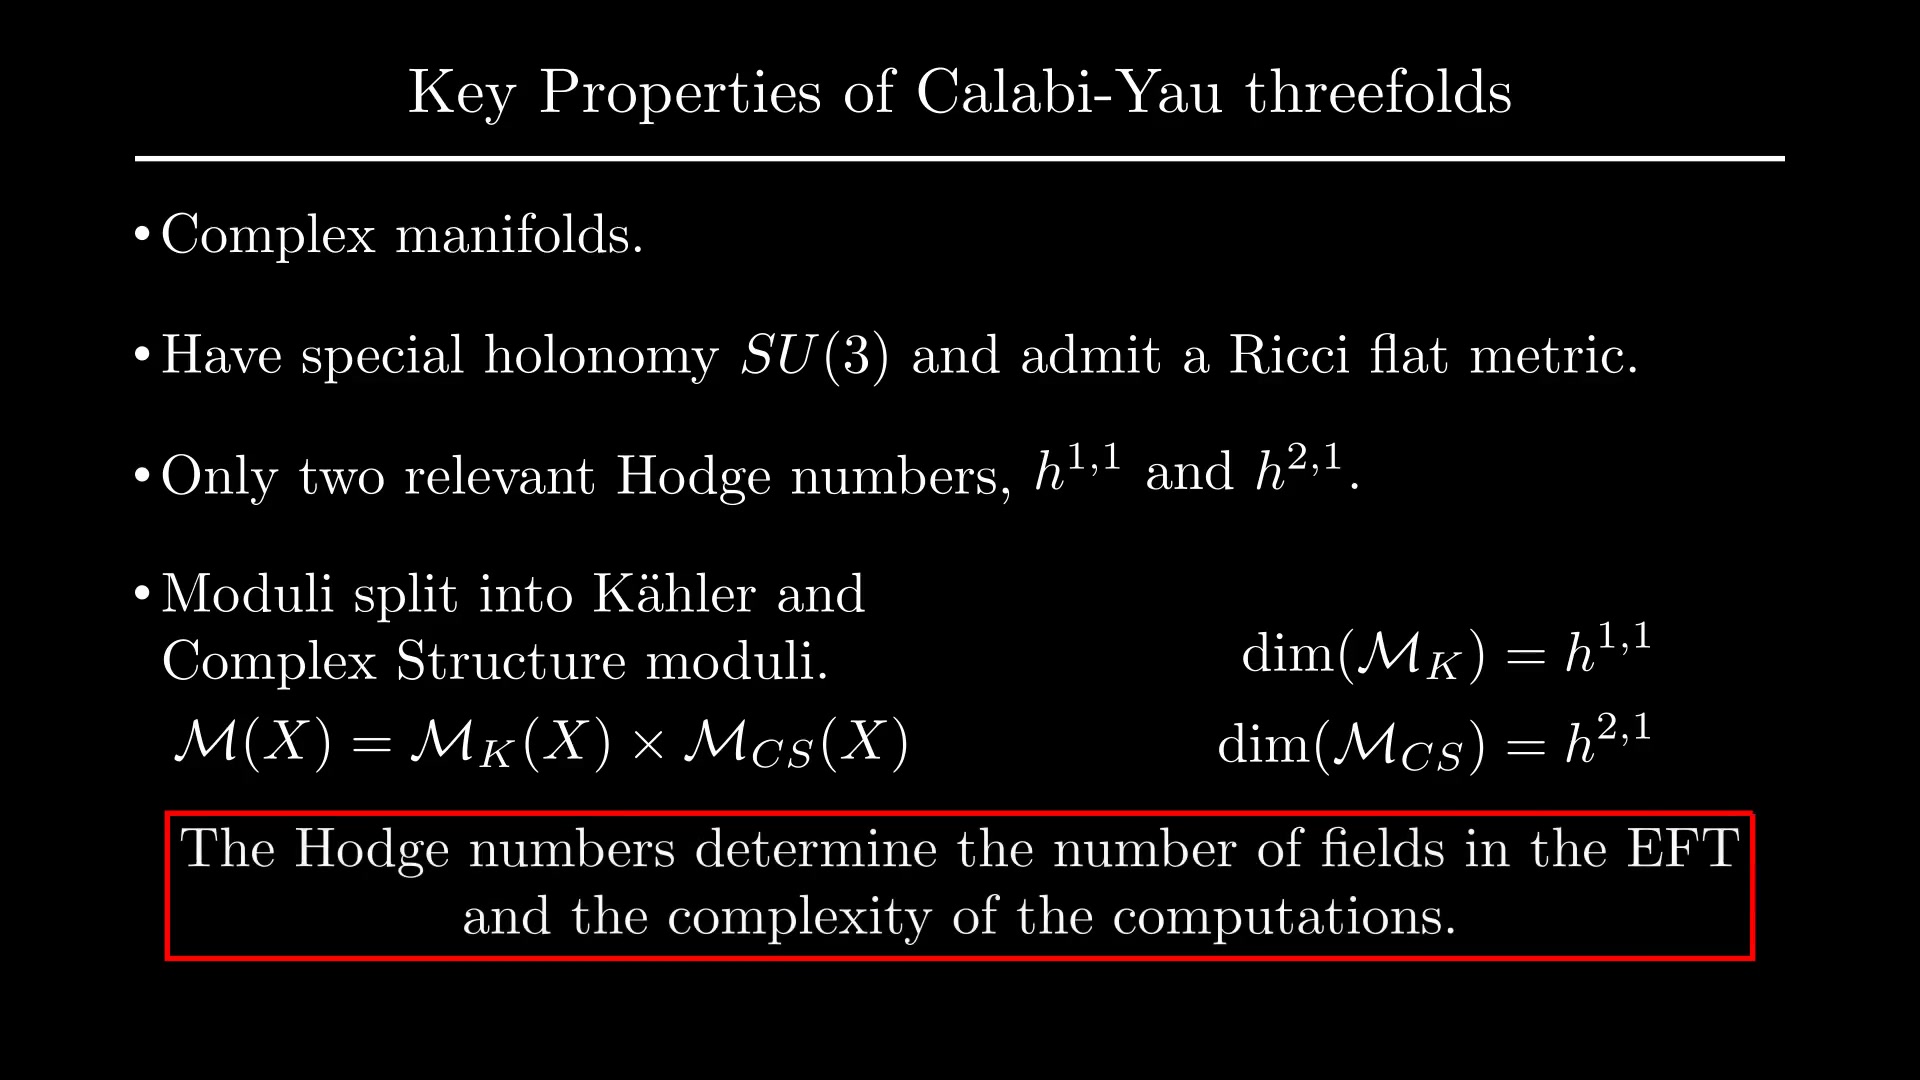 Key Properties of Calabi-Yau threefolds
• Complex manifolds.
• Have special holonomy $SU(3)$ and admit a Ricci flat metric.
• Only two relevant Hodge numbers, $h^{1,1}$ and $h^{2,1}$.
• Moduli split into Kähler and
Complex Structure moduli.
$\mathcal{M}(X) = \mathcal{M}_K(X) \times \mathcal{M}_{CS}(X)$
$\dim(\mathcal{M}_K) = h^{1,1}$
$\dim(\mathcal{M}_{CS}) = h^{2,1}$
The Hodge numbers determine the number of fields in the EFT
and the complexity of the computations.